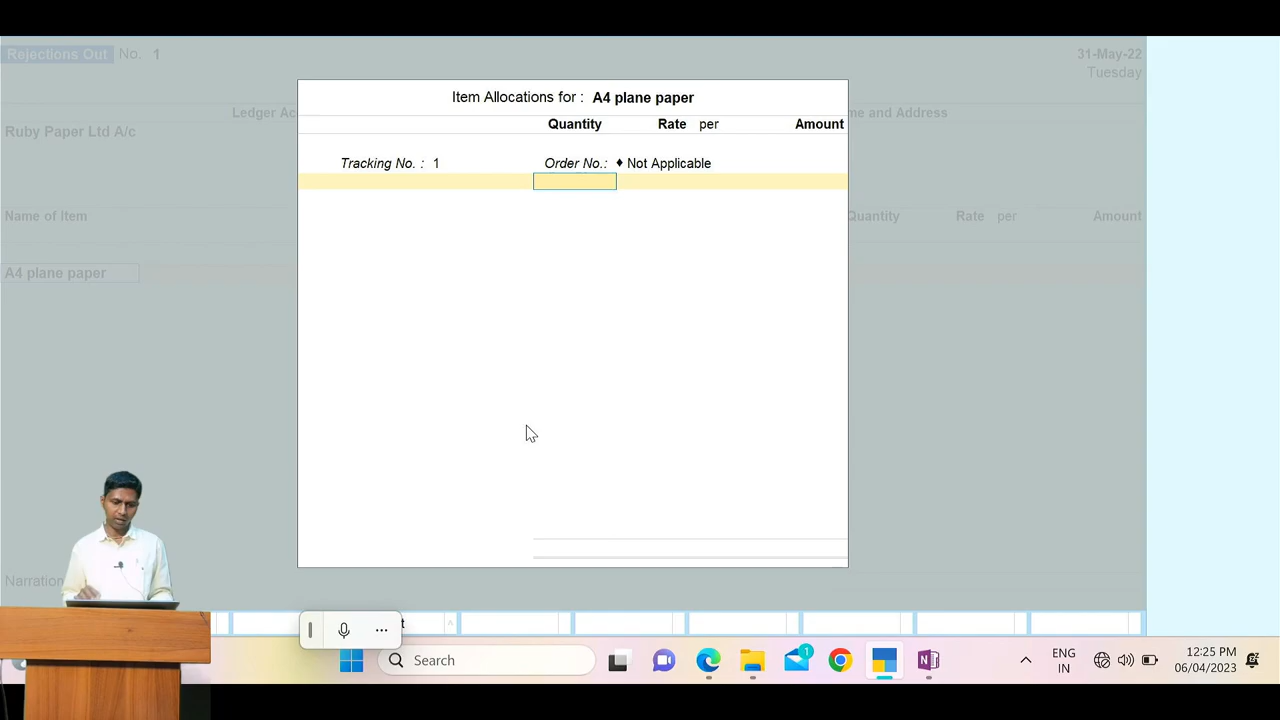 Rejections Out No. 1 31-May-22
Tuesday
Item Allocations for : A4 plane paper
Ledger Ac me and Address
Quantity Rate per Amount
Ruby Paper Ltd A/c
Tracking No. : 1 Order No.: ♦ Not Applicable
Name of Item Quantity Rate per Amount
A4 plane paper
Narration
Search
1
ENG
IN
12:25 PM
06/04/2023